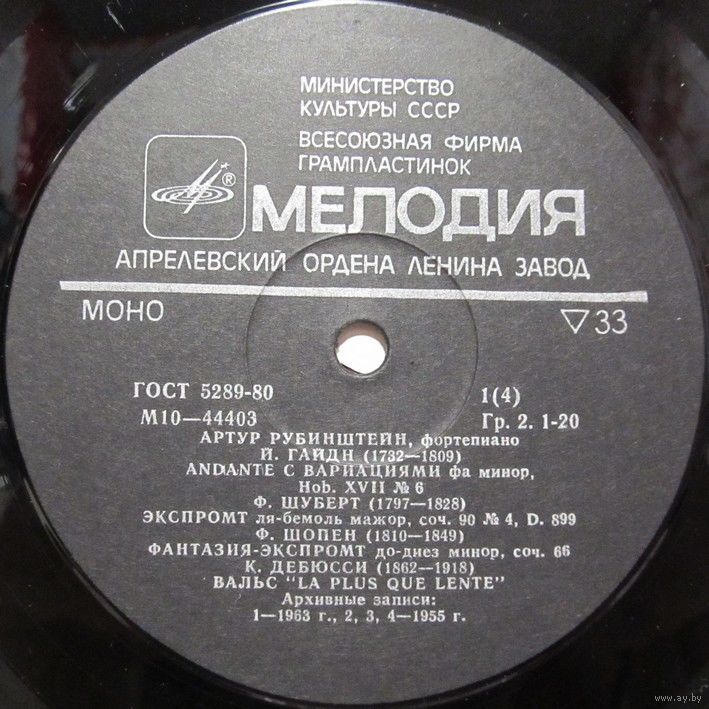 МИНИСТЕРСТВО
КУЛЬТУРЫ СССР
ВСЕСОЮЗНАЯ ФИРМА
ГРАМПЛАСТИНОК
®
МЕЛОДИЯ
АПРЕЛЕВСКИЙ ОРДЕНА ЛЕНИНА ЗАВОД
МОНО ▽33
ГОСТ 5289-80 1(4)
М10—44403 Гр. 2. 1-20
АРТУР РУБИНШТЕЙН, фортепиано
Й. ГАЙДН (1732—1809)
ANDANTE С ВАРИАЦИЯМИ фа минор,
Hob. XVII № 6
Ф. ШУБЕРТ (1797—1828)
ЭКСПРОМТ ля-бемоль мажор, соч. 90 № 4, D. 899
Ф. ШОПЕН (1810—1849)
ФАНТАЗИЯ-ЭКСПРОМТ до-диез минор, соч. 66
К. ДЕБЮССИ (1862—1918)
ВАЛЬС "LA PLUS QUE LENTE"
Архивные записи:
1—1963 г., 2, 3, 4—1955 г.
www.ay.by